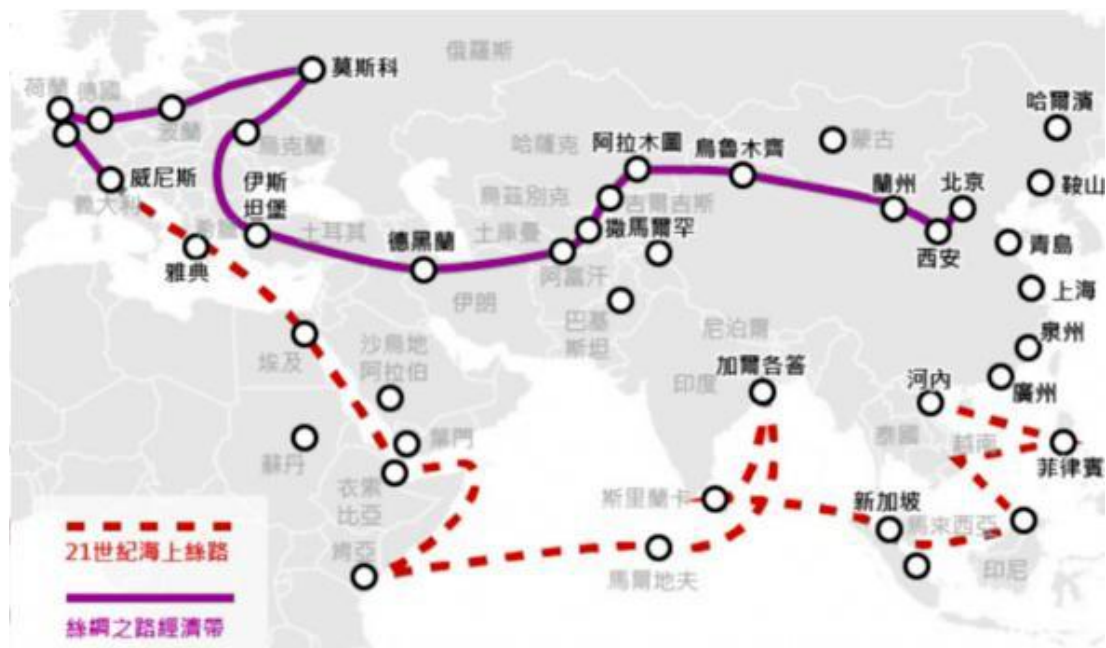 莫斯科
俄羅斯
荷蘭
德國
波蘭
烏克蘭
哈薩克
阿拉木圖
烏魯木齊
蒙古
哈爾濱
威尼斯
義大利
伊斯
坦堡
烏茲別克
吉爾吉斯
蘭州
北京
鞍山
希臘
雅典
土耳其
德黑蘭
土庫曼
撒馬爾罕
西安
青島
阿富汗
伊朗
上海
埃及
沙烏地
阿拉伯
巴基
斯坦
尼泊爾
泉州
印度
加爾各答
河內
廣州
蘇丹
葉門
泰國
越南
菲律賓
衣索
比亞
斯里蘭卡
新加坡
馬來西亞
肯亞
馬爾地夫
印尼
21世紀海上絲路
絲綢之路經濟帶